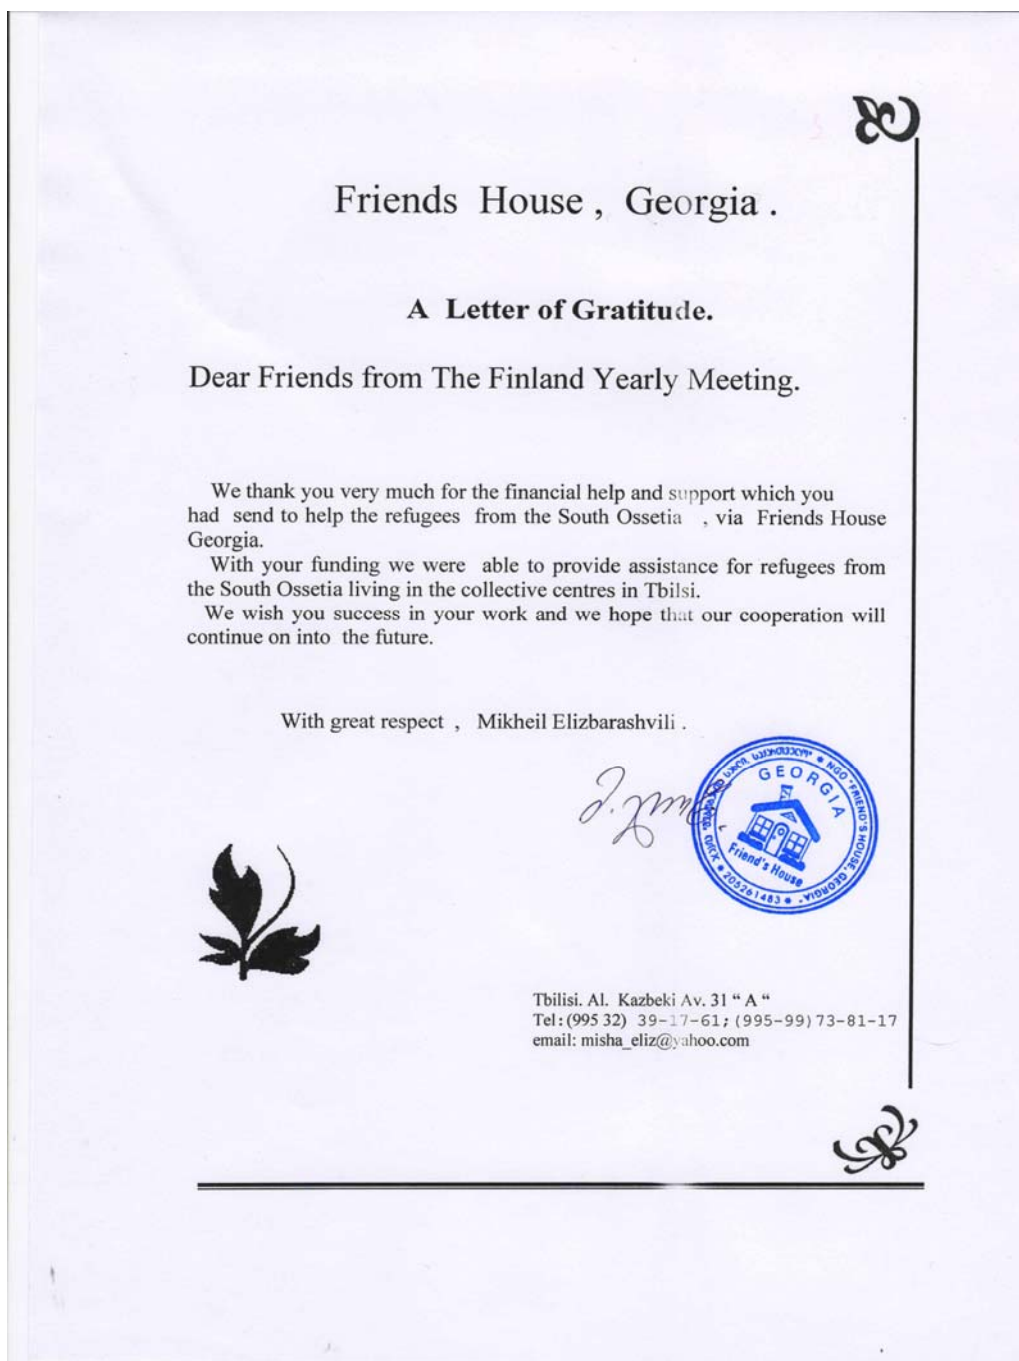 Friends House , Georgia .
A Letter of Gratitude.
Dear Friends from The Finland Yearly Meeting.
We thank you very much for the financial help and support which you
had send to help the refugees from the South Ossetia , via Friends House
Georgia.
With your funding we were able to provide assistance for refugees from
the South Ossetia living in the collective centres in Tbilsi.
We wish you success in your work and we hope that our cooperation will
continue on into the future.
With great respect , Mikheil Elizbarashvili .
GEORGIA
Friend's House
NGO "FRIEND'S HOUSE, GEORGIA"
205261483
Tbilisi. Al. Kazbeki Av. 31 “ A “
Tel:(995 32) 39-17-61;(995-99)73-81-17
email: misha_eliz@yahoo.com